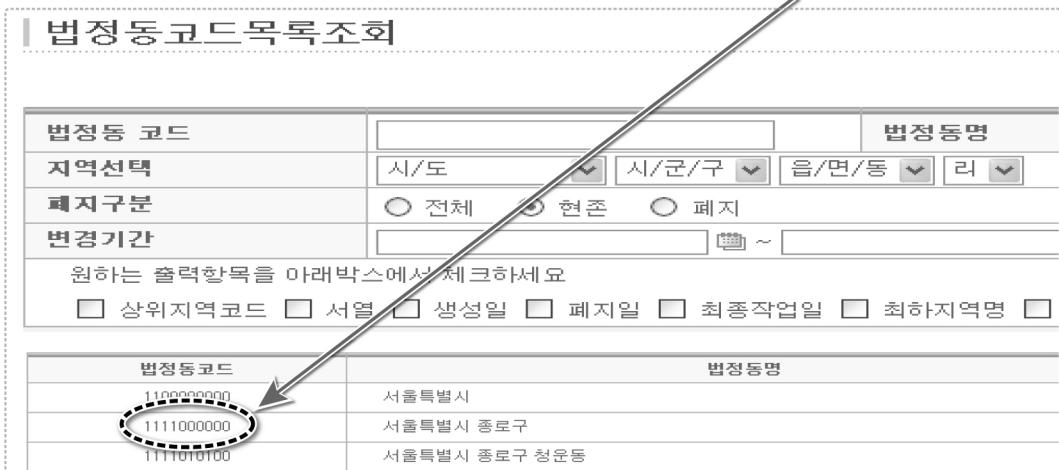 법정동코드목록조회
법정동 코드 법정동명
지역선택 시/도 시/군/구 읍/면/동 리
폐지구분 전체 현존 폐지
변경기간 ~
원하는 출력항목을 아래박스에서 체크하세요
상위지역코드 서열 생성일 폐지일 최종작업일 최하지역명
법정동코드 법정동명
1100000000 서울특별시
1111000000 서울특별시 종로구
1111010100 서울특별시 종로구 청운동